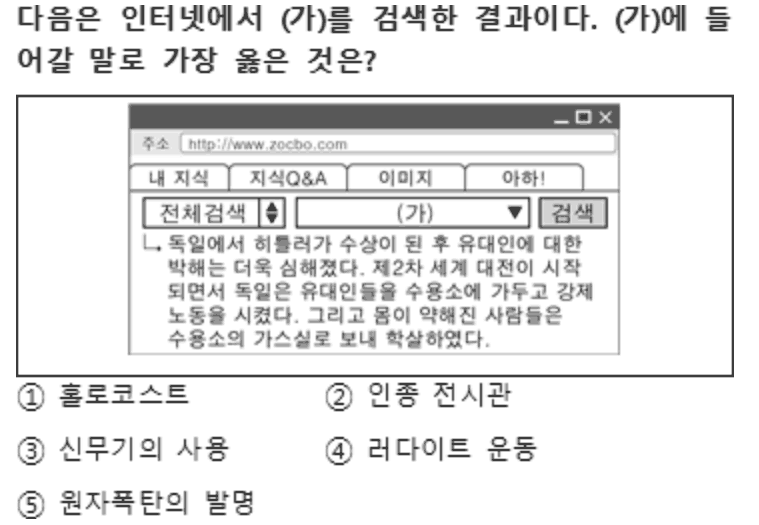 다음은 인터넷에서 (가)를 검색한 결과이다. (가)에 들
어갈 말로 가장 옳은 것은?
주소 http://www.zocbo.com
내 지식 지식Q&A 이미지 아하!
전체검색 (가) 검색
독일에서 히틀러가 수상이 된 후 유대인에 대한
박해는 더욱 심해졌다. 제2차 세계 대전이 시작
되면서 독일은 유대인들을 수용소에 가두고 강제
노동을 시켰다. 그리고 몸이 약해진 사람들은
수용소의 가스실로 보내 학살하였다.
① 홀로코스트 ② 인종 전시관
③ 신무기의 사용 ④ 러다이트 운동
⑤ 원자폭탄의 발명